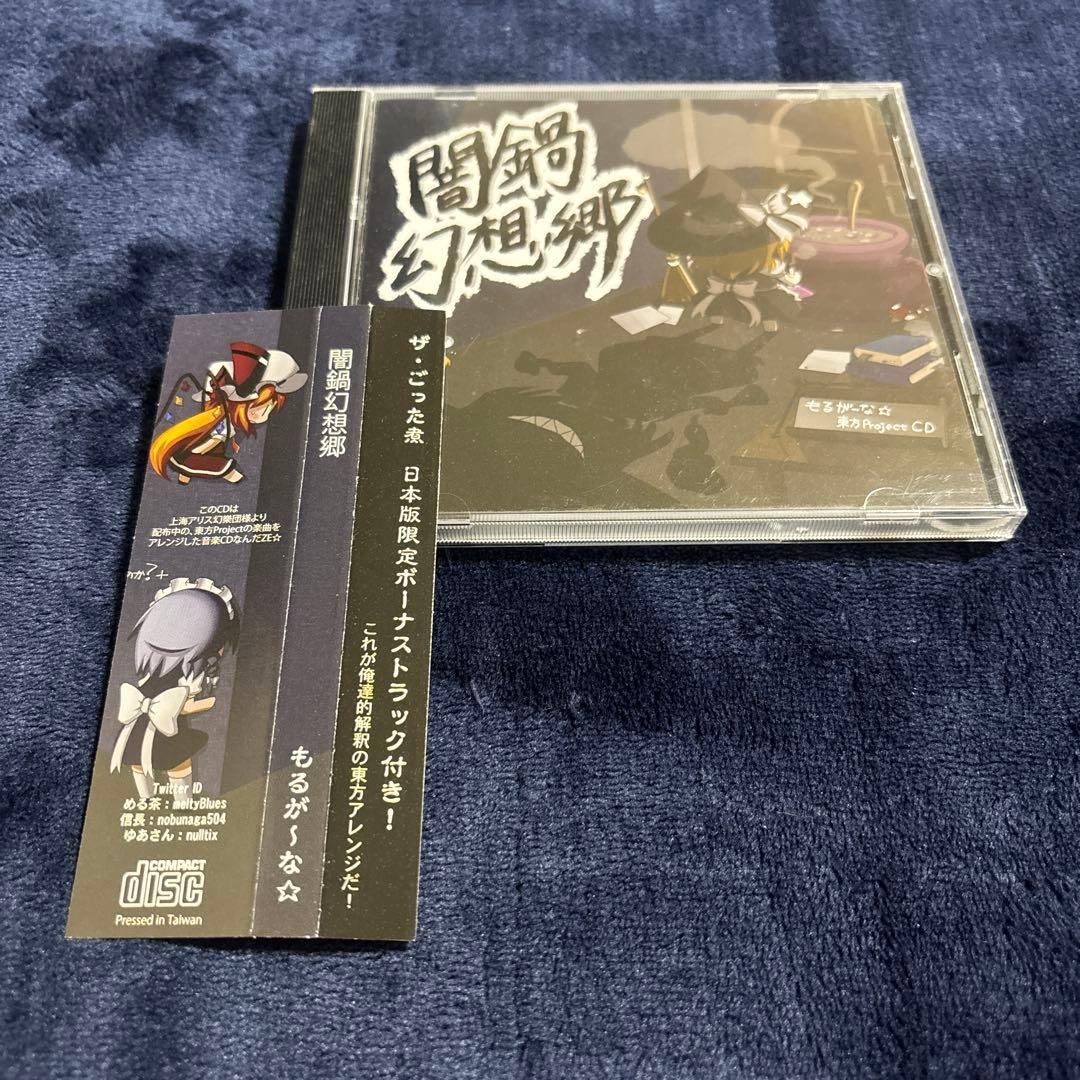 闇鍋
幻想郷
もるがーな☆
東方Project CD
ザ・ごった煮 日本版限定ボーナストラック付き！
これが俺達的解釈の東方アレンジだ！
闇鍋幻想郷
もるが～な☆
このCDは
上海アリス幻樂団様より
配布中の、東方Projectの楽曲を
アレンジした音楽CDなんだZE☆
か?+
Twitter ID
める茶：meltyBlues
信長：nobunaga504
ゆあさん：nulltix
COMPACT
disc
Pressed in Taiwan